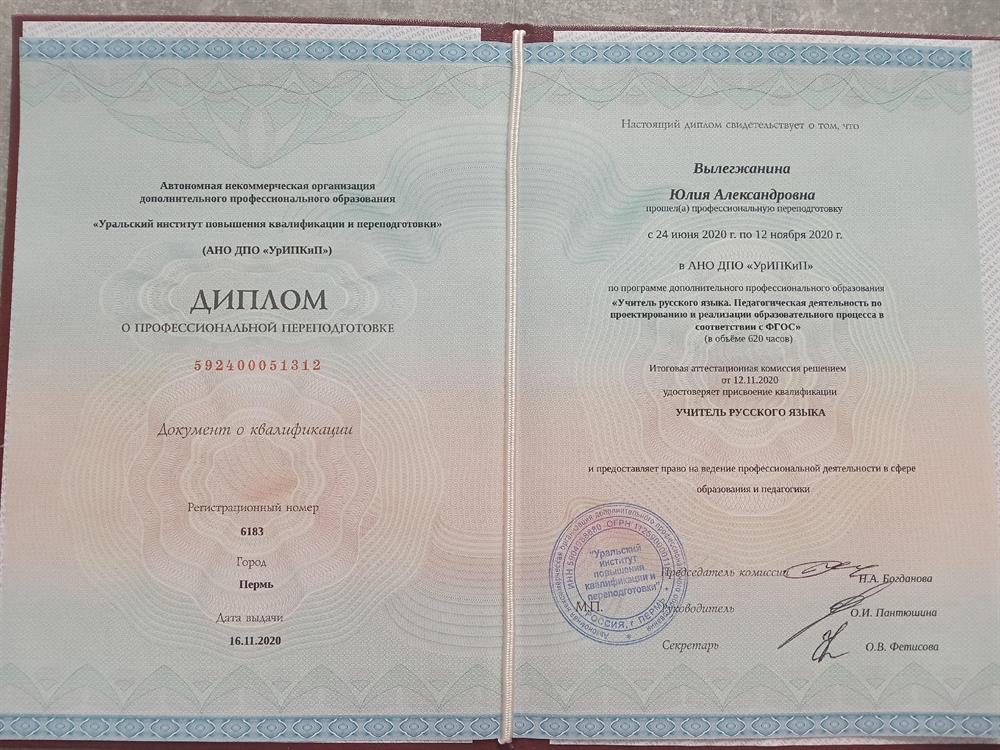 Автономная некоммерческая организация
дополнительного профессионального образования
«Уральский институт повышения квалификации и переподготовки»
(АНО ДПО «УрИПКиП»)
ДИПЛОМ
О ПРОФЕССИОНАЛЬНОЙ ПЕРЕПОДГОТОВКЕ
592400051312
Документ о квалификации
Регистрационный номер
6183
Город
Пермь
Дата выдачи
16.11.2020
Настоящий диплом свидетельствует о том, что
Вылегжанина
Юлия Александровна
прошел(а) профессиональную переподготовку
с 24 июня 2020 г. по 12 ноября 2020 г.
в АНО ДПО «УрИПКиП»
по программе дополнительного профессионального образования
«Учитель русского языка. Педагогическая деятельность по
проектированию и реализации образовательного процесса в
соответствии с ФГОС»
(в объёме 620 часов)
Итоговая аттестационная комиссия решением
от 12.11.2020
удостоверяет присвоение квалификации
УЧИТЕЛЬ РУССКОГО ЯЗЫКА
и предоставляет право на ведение профессиональной деятельности в сфере
образования и педагогики
"Уральский
институт
повышения
квалификации и
переподготовки"
РОССИЯ, г. ПЕРМЬ
М.П.
Председатель комиссии Н.А. Богданова
Руководитель О.И. Пантюшина
Секретарь О.В. Фетисова